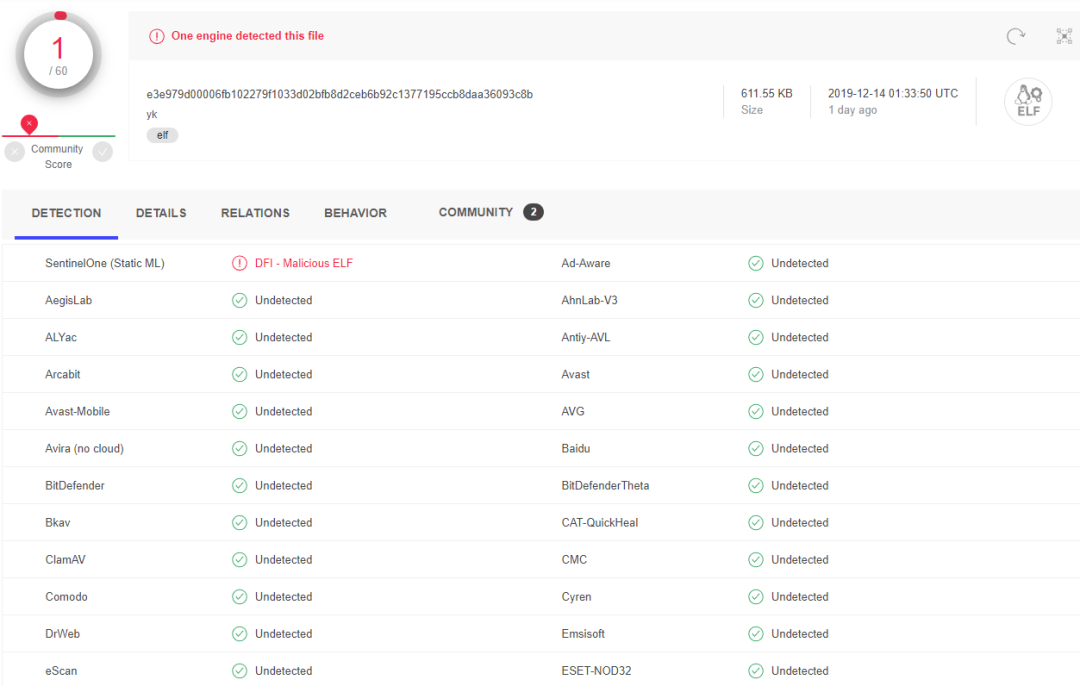 1
/ 60
Community
Score
One engine detected this file
e3e979d00006fb102279f1033d02bfb8d2ceb6b92c1377195ccb8daa36093c8b
yk
elf
611.55 KB
Size
2019-12-14 01:33:50 UTC
1 day ago
ELF
DETECTION DETAILS RELATIONS BEHAVIOR COMMUNITY 2
SentinelOne (Static ML) DFI - Malicious ELF Ad-Aware Undetected
AegisLab Undetected AhnLab-V3 Undetected
ALYac Undetected Antiy-AVL Undetected
Arcabit Undetected Avast Undetected
Avast-Mobile Undetected AVG Undetected
Avira (no cloud) Undetected Baidu Undetected
BitDefender Undetected BitDefenderTheta Undetected
Bkav Undetected CAT-QuickHeal Undetected
ClamAV Undetected CMC Undetected
Comodo Undetected Cyren Undetected
DrWeb Undetected Emsisoft Undetected
eScan Undetected ESET-NOD32 Undetected